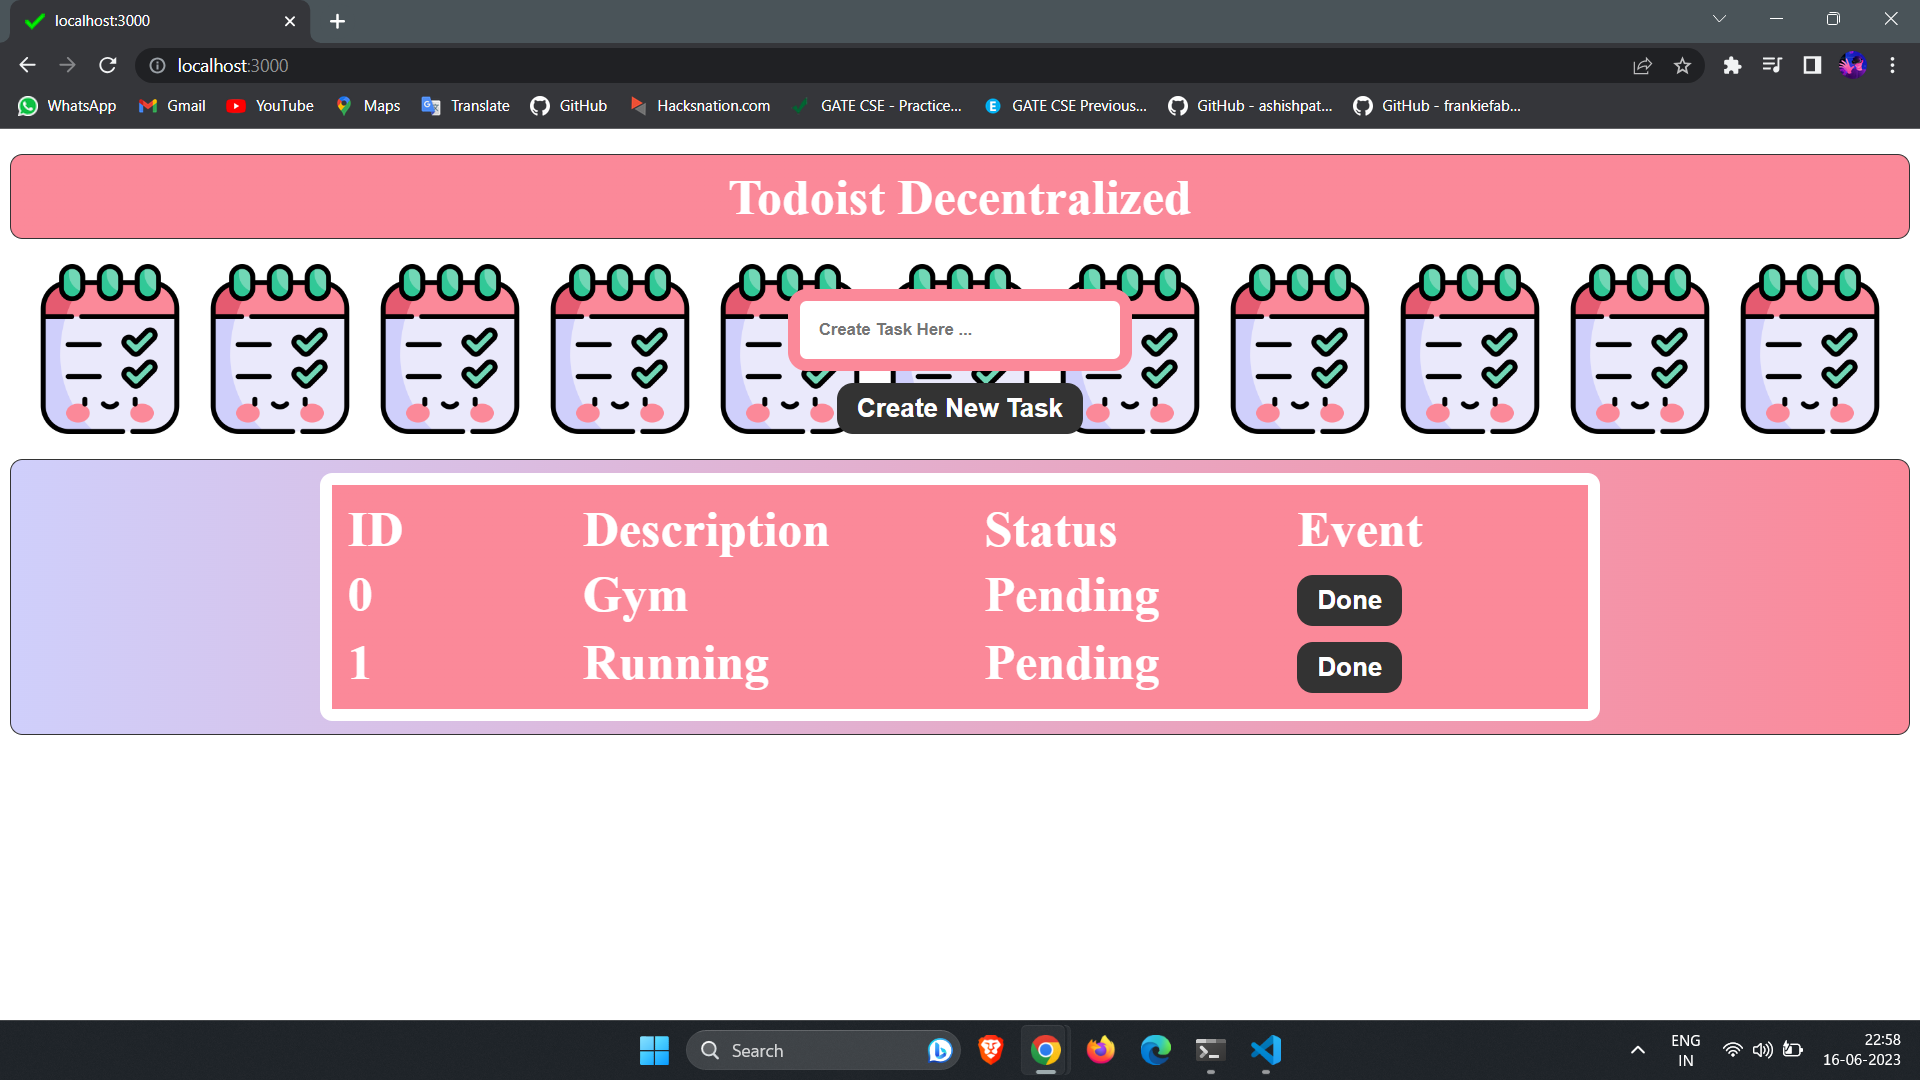 localhost:3000
localhost:3000
WhatsApp Gmail YouTube Maps Translate GitHub Hacksnation.com GATE CSE - Practice... GATE CSE Previous... GitHub - ashishpat... GitHub - frankiefab...
Todoist Decentralized
Create Task Here ...
Create New Task
ID Description Status Event
0 Gym Pending Done
1 Running Pending Done
Search
ENG
IN
22:58
16-06-2023